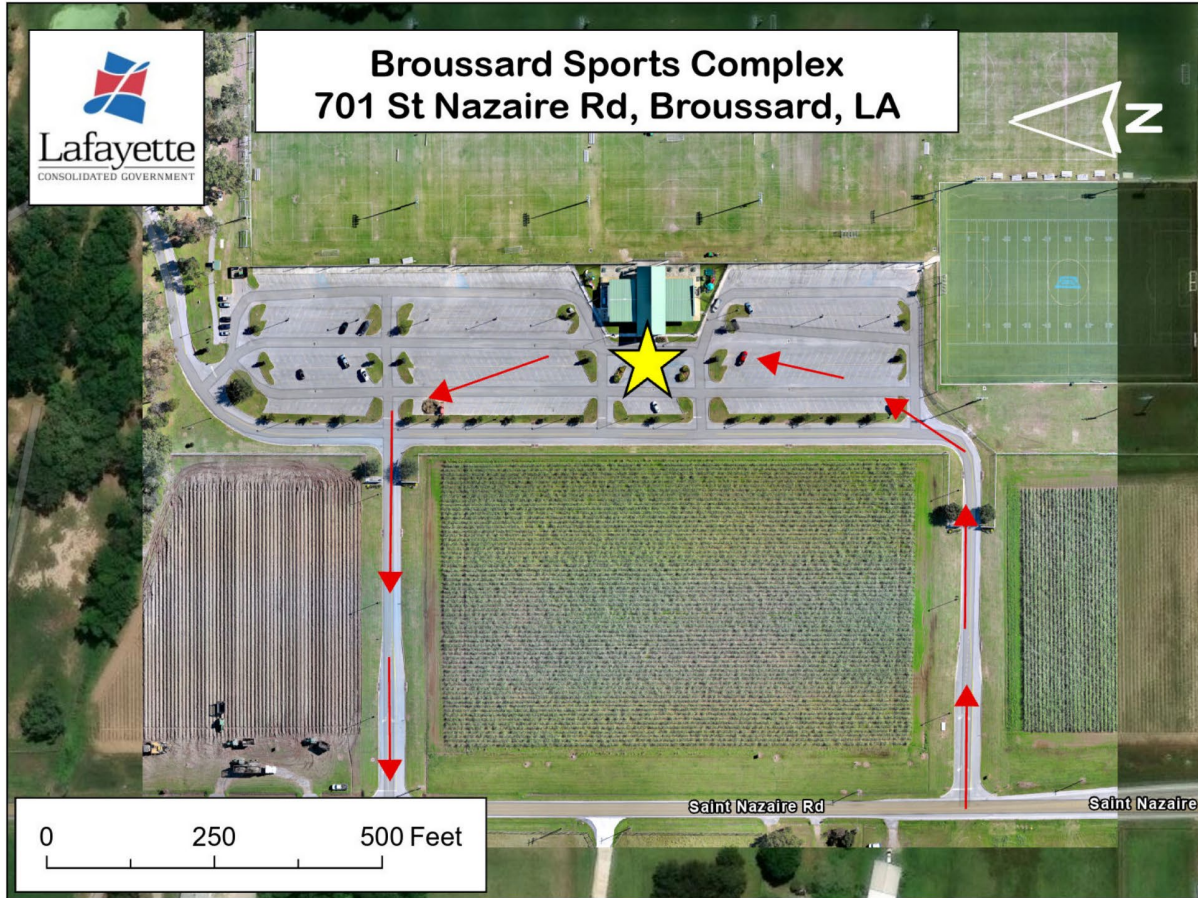 Lafayette
CONSOLIDATED GOVERNMENT
Broussard Sports Complex
701 St Nazaire Rd, Broussard, LA
N
Saint Nazaire Rd
Saint Nazaire
0 250 500 Feet